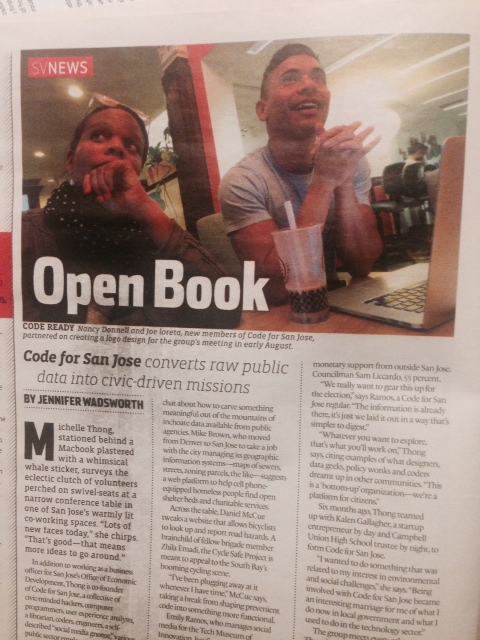 SVNEWS
Open Book
CODE READY Nancy Donnell and Joe Loreta, new members of Code for San Jose,
partnered on creating a logo design for the group's meeting in early August.
Code for San Jose converts raw public
data into civic-driven missions
BY JENNIFER WADSWORTH
Michelle Thong,
stationed behind a
Macbook plastered
with a whimsical
whale sticker, surveys the
eclectic clutch of volunteers
perched on swivel-seats at a
narrow conference table in
one of San Jose's warmly lit
co-working spaces. "Lots of
new faces today," she chirps.
"That's good—that means
more ideas to go around."
In addition to working as a business
officer for San Jose's Office of Economic
Development, Thong is co-founder
of Code for San Jose, a collective of
civic-minded hackers, computer
programmers, user experience analysts,
a librarian, coders, engineers, self-
described "social media gnome," various
public sector
chat about how to carve something
meaningful out of the mountains of
inchoate data available from public
agencies. Mike Brown, who moved
from Denver to San Jose to take a job
with the city managing its geographic
information systems—maps of sewers,
streets, zoning parcels, the like—suggests
a web platform to help cell phone-
equipped homeless people find open
shelter beds and charitable services.
Across the table, Daniel McCue
tweaks a website that allows bicyclists
to look up and report road hazards. A
brainchild of fellow brigade member
Zhila Emadi, the Cycle Safe Project is
meant to appeal to the South Bay's
booming cycling scene.
"I've been plugging away at it
whenever I have time," McCue says,
taking a break from shaping prevention
code into something more functional.
Emily Ramos, who manages social
media for the Tech Museum of
monetary support from outside San Jose.
Councilman Sam Liccardo, 55 percent.
"We really want to gear this up for
the election," says Ramos, a Code for San
Jose regular. "The information is already
there, it's just we laid it out in a way that's
simpler to digest."
"Whatever you want to explore,
that's what you'll work on," Thong
says, citing examples of what designers,
data geeks, policy wonks and coders
dreamt up in other communities. "This
is a 'bottom-up' organization—we're a
platform for citizens."
Six months ago, Thong teamed
up with Kalen Gallagher, a startup
entrepreneur by day and Campbell
Union High School trustee by night, to
form Code for San Jose.
"I wanted to do something that
related to my interest in environmental
and social challenges," she says. "Being
involved with Code for San Jose became
an interesting marriage for me of what I
do now in local government and what I
used to do in the technology sector."
The group meets